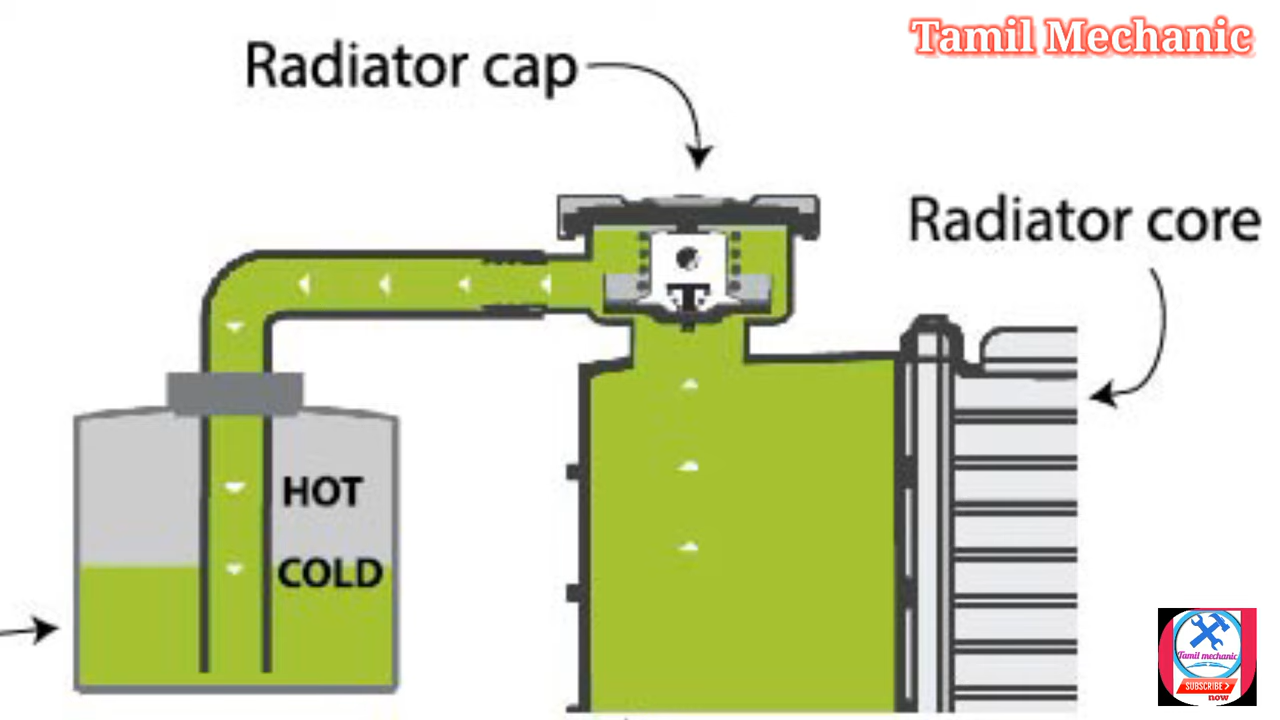 Tamil Mechanic
Radiator cap
Radiator core
HOT
COLD
Tamil mechanic
SUBSCRIBE >
now